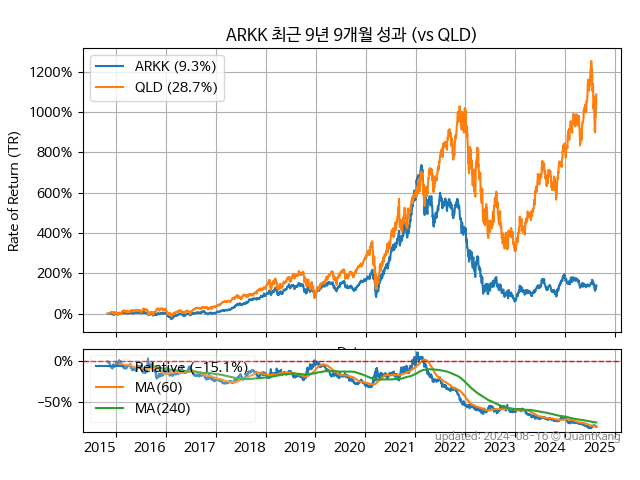 ARKK 최근 9년 9개월 성과 (vs QLD)
Rate of Return (TR)
1200%
1000%
800%
600%
400%
200%
0%
ARKK (9.3%)
QLD (28.7%)
0%
−50%
Relative (−15.1%)
MA(60)
MA(240)
updated: 2024-08-16 © QuantKang
2015 2016 2017 2018 2019 2020 2021 2022 2023 2024 2025